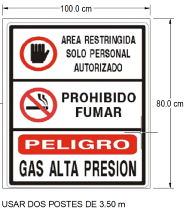 100.0 cm
AREA RESTRINGIDA
SOLO PERSONAL
AUTORIZADO
80.0 cm
PROHIBIDO
FUMAR
PELIGRO
GAS ALTA PRESION
USAR DOS POSTES DE 3.50 m